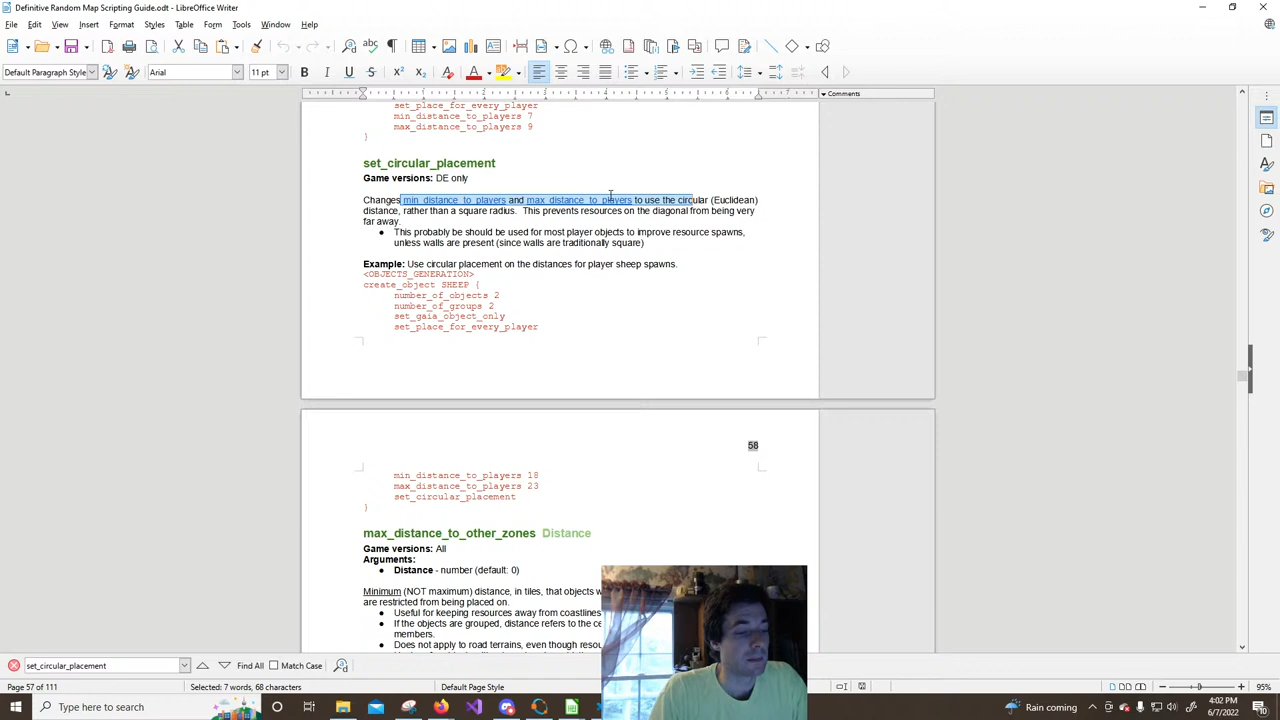 Definitive Random Map Scripting Guide.odt - LibreOffice Writer
File Edit View Insert Format Styles Table Form Tools Window Help
Default Paragraph Style Arial 11 pt
Comments
set_place_for_every_player
min_distance_to_players 7
max_distance_to_players 9
}
set_circular_placement
Game versions: DE only
Changes min_distance_to_players and max_distance_to_players to use the circular (Euclidean)
distance, rather than a square radius. This prevents resources on the diagonal from being very
far away.
● This probably be should be used for most player objects to improve resource spawns,
unless walls are present (since walls are traditionally square)
Example: Use circular placement on the distances for player sheep spawns.
<OBJECTS_GENERATION>
create_object SHEEP {
number_of_objects 2
number_of_groups 2
set_gaia_object_only
set_place_for_every_player
58
min_distance_to_players 18
max_distance_to_players 23
set_circular_placement
}
max_distance_to_other_zones Distance
Game versions: All
Arguments:
● Distance - number (default: 0)
Minimum (NOT maximum) distance, in tiles, that objects
are restricted from being placed on.
● Useful for keeping resources away from coastlines
● If the objects are grouped, distance refers to the
members.
● Does not apply to road terrains, even though
set_circular_placement Find All Match Case
Page 57 of 111 Selected: 7 words, 68 characters Default Page Style 95%
Type here to search Rain coming 4:02 PM
6/7/2022